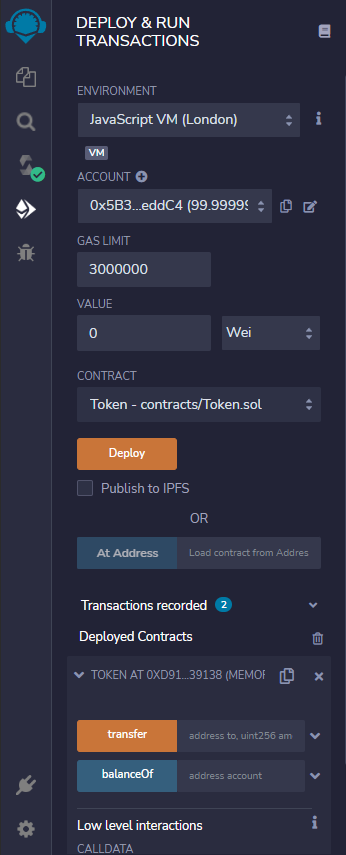 DEPLOY & RUN
TRANSACTIONS
ENVIRONMENT
JavaScript VM (London)
VM
ACCOUNT
0x5B3...eddC4 (99.99999
GAS LIMIT
3000000
VALUE
0
Wei
CONTRACT
Token - contracts/Token.sol
Deploy
Publish to IPFS
OR
At Address
Load contract from Addres
Transactions recorded 2
Deployed Contracts
TOKEN AT 0XD91...39138 (MEMOR
transfer
address to, uint256 am
balanceOf
address account
Low level interactions
CALLDATA